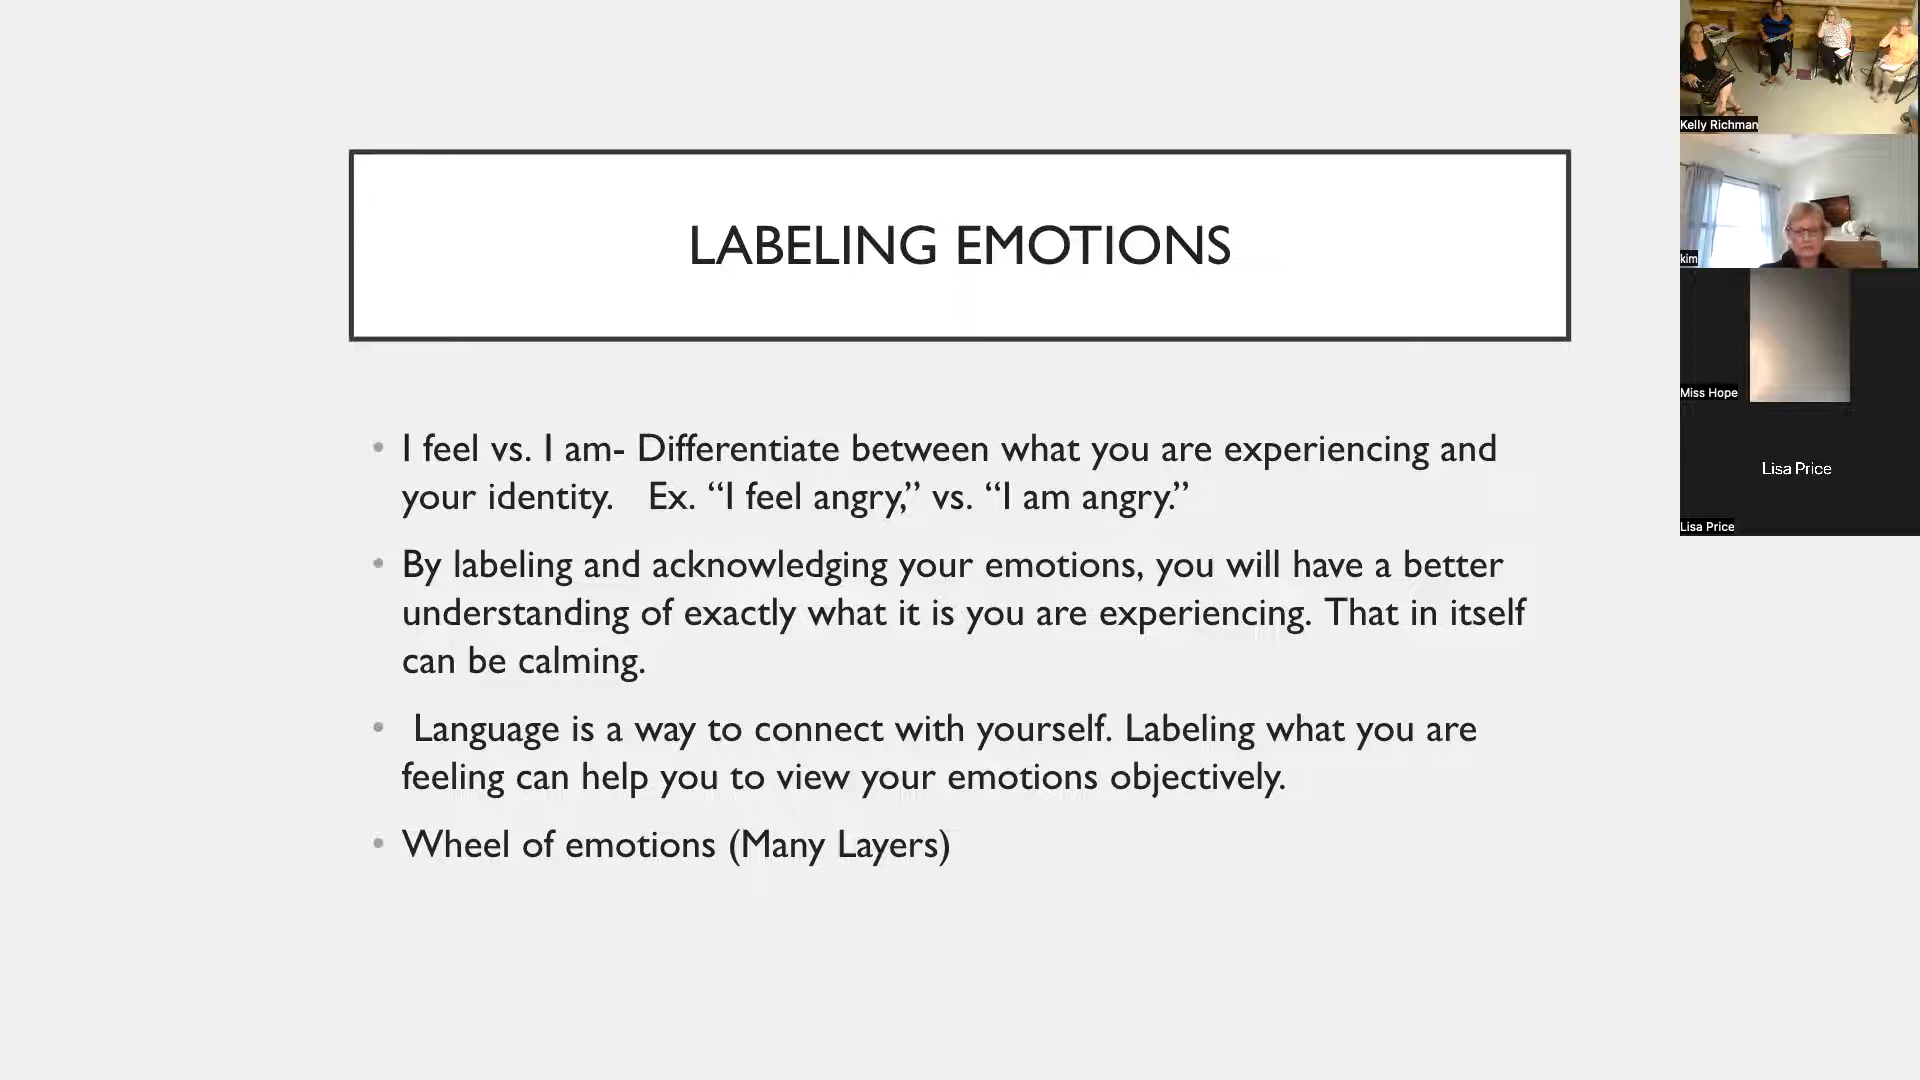 LABELING EMOTIONS
• I feel vs. I am- Differentiate between what you are experiencing and
your identity.   Ex. “I feel angry,” vs. “I am angry.”
• By labeling and acknowledging your emotions, you will have a better
understanding of exactly what it is you are experiencing. That in itself
can be calming.
• Language is a way to connect with yourself. Labeling what you are
feeling can help you to view your emotions objectively.
• Wheel of emotions (Many Layers)
Kelly Richman
kim
Miss Hope
Lisa Price
Lisa Price